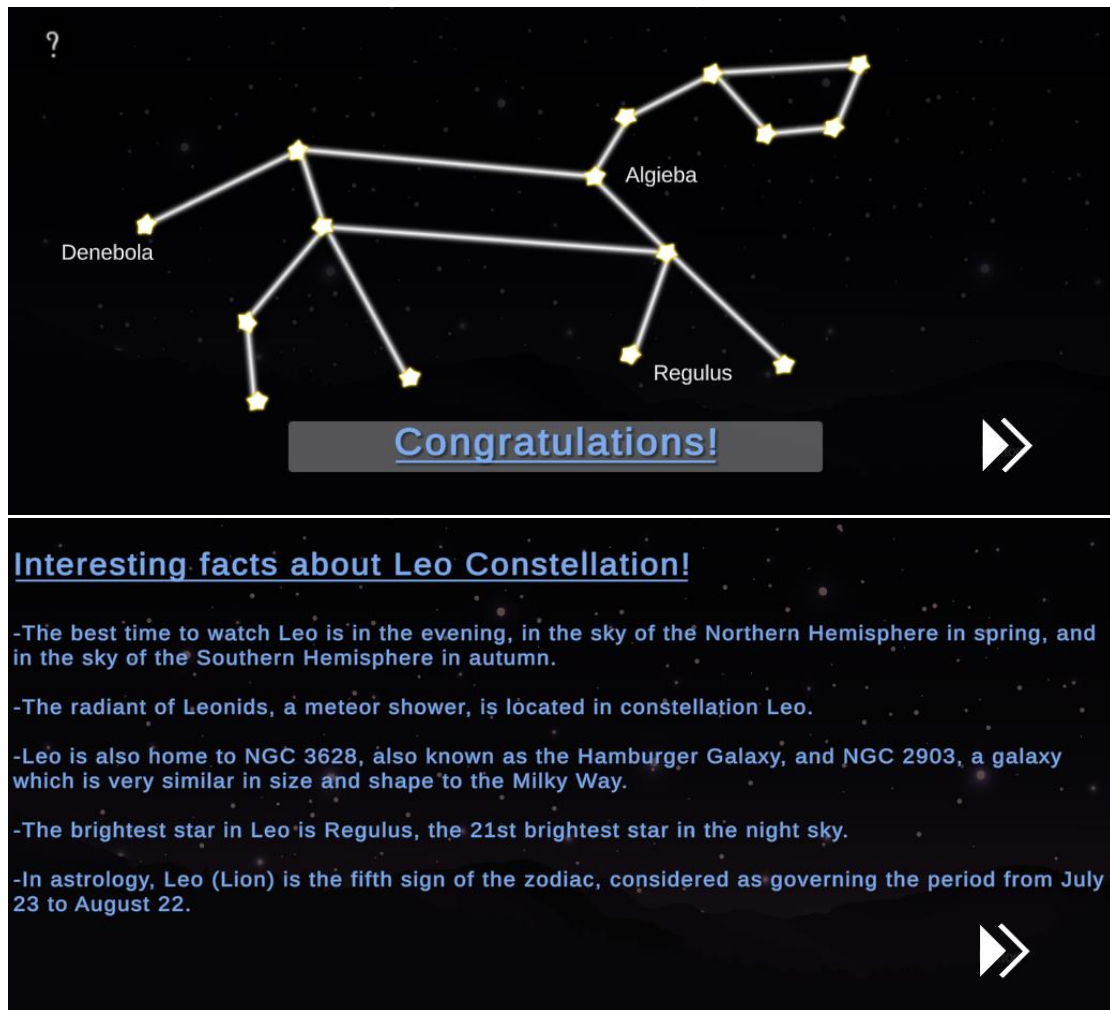 ?
Algieba
Denebola
Regulus
Congratulations!
Interesting facts about Leo Constellation!
-The best time to watch Leo is in the evening, in the sky of the Northern Hemisphere in spring, and
in the sky of the Southern Hemisphere in autumn.
-The radiant of Leonids, a meteor shower, is located in constellation Leo.
-Leo is also home to NGC 3628, also known as the Hamburger Galaxy, and NGC 2903, a galaxy
which is very similar in size and shape to the Milky Way.
-The brightest star in Leo is Regulus, the 21st brightest star in the night sky.
-In astrology, Leo (Lion) is the fifth sign of the zodiac, considered as governing the period from July
23 to August 22.